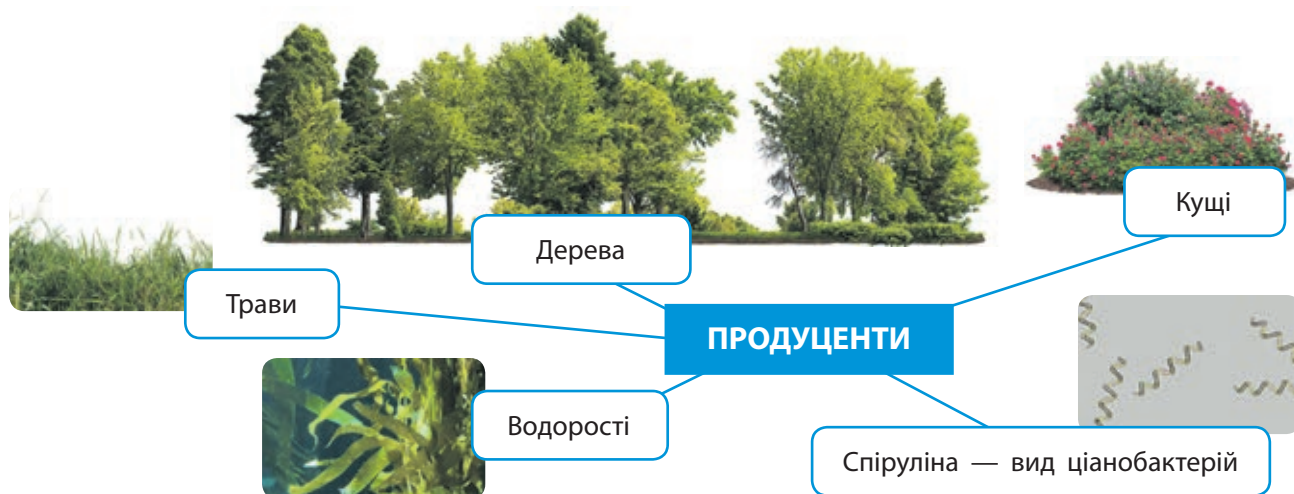 Кущі
Дерева
Трави
ПРОДУЦЕНТИ
Водорості
Спіруліна — вид ціанобактерій